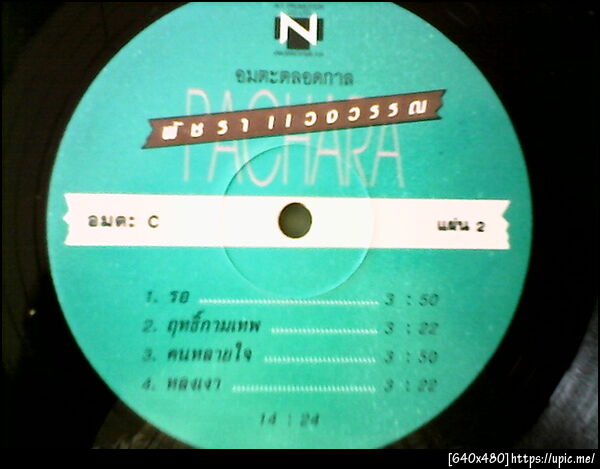 N
อมตะตลอดกาล
PACHARA
พัชรา แวงวรรณ
อมตะ C
แผ่น 2
1. รอ 3 : 50
2. ฤทธิ์กามเทพ 3 : 22
3. คนหลายใจ 3 : 50
4. หลงเงา 3 : 22
14 : 24
[640x480]https://upic.me/